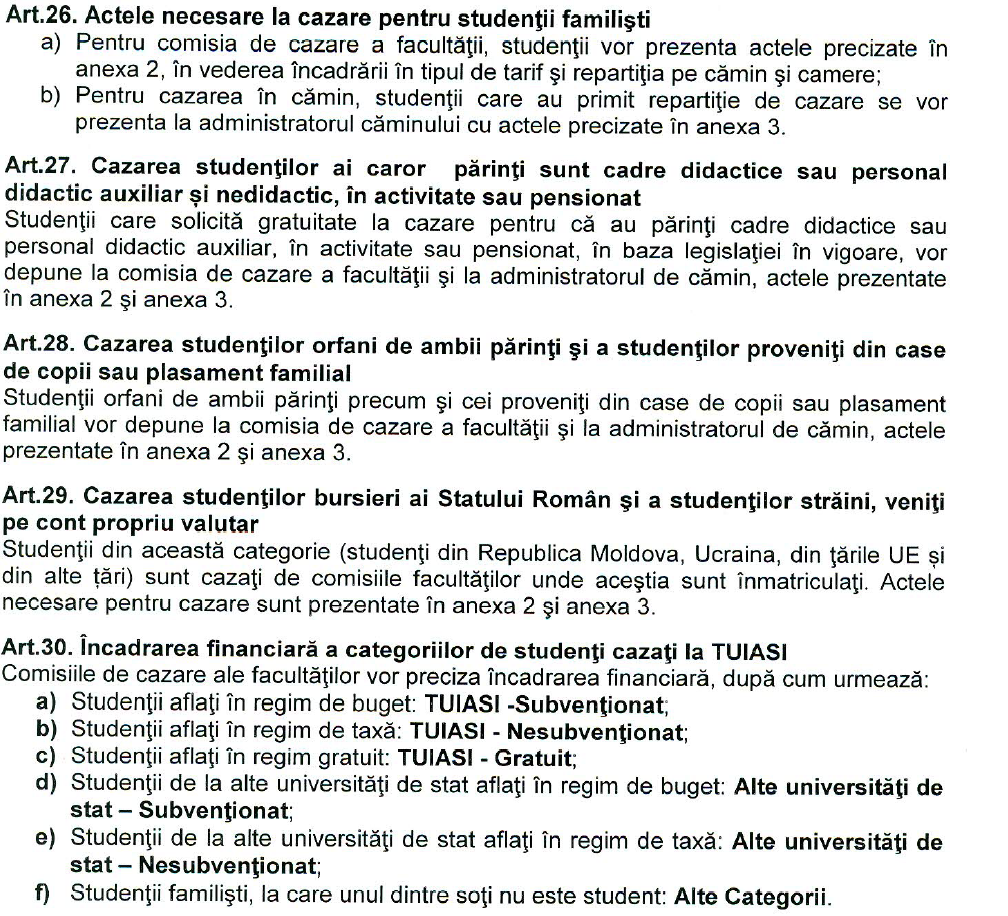 Art.26. Actele necesare la cazare pentru studenţii familişti
a) Pentru comisia de cazare a facultăţii, studenţii vor prezenta actele precizate în
anexa 2, în vederea încadrării în tipul de tarif şi repartiţia pe cămin şi camere;
b) Pentru cazarea în cămin, studenţii care au primit repartiţie de cazare se vor
prezenta la administratorul căminului cu actele precizate în anexa 3.
Art.27. Cazarea studenţilor ai caror părinţi sunt cadre didactice sau personal
didactic auxiliar și nedidactic, în activitate sau pensionat
Studenţii care solicită gratuitate la cazare pentru că au părinţi cadre didactice sau
personal didactic auxiliar, în activitate sau pensionat, în baza legislaţiei în vigoare, vor
depune la comisia de cazare a facultăţii şi la administratorul de cămin, actele prezentate
în anexa 2 şi anexa 3.
Art.28. Cazarea studenţilor orfani de ambii părinţi şi a studenţilor proveniţi din case
de copii sau plasament familial
Studenţii orfani de ambii părinţi precum şi cei proveniţi din case de copii sau plasament
familial vor depune la comisia de cazare a facultăţii şi la administratorul de cămin, actele
prezentate în anexa 2 şi anexa 3.
Art.29. Cazarea studenţilor bursieri ai Statului Român şi a studenţilor străini, veniţi
pe cont propriu valutar
Studenţii din această categorie (studenţi din Republica Moldova, Ucraina, din ţările UE și
din alte țări) sunt cazaţi de comisiile facultăţilor unde aceştia sunt înmatriculaţi. Actele
necesare pentru cazare sunt prezentate în anexa 2 şi anexa 3.
Art.30. Încadrarea financiară a categoriilor de studenţi cazaţi la TUIASI
Comisiile de cazare ale facultăţilor vor preciza încadrarea financiară, după cum urmează:
a) Studenţii aflaţi în regim de buget: TUIASI -Subvenţionat;
b) Studenţii aflaţi în regim de taxă: TUIASI - Nesubvenţionat;
c) Studenţii aflaţi în regim gratuit: TUIASI - Gratuit;
d) Studenţii de la alte universităţi de stat aflaţi în regim de buget: Alte universităţi de
stat – Subvenţionat;
e) Studenţii de la alte universităţi de stat aflaţi în regim de taxă: Alte universităţi de
stat – Nesubvenţionat;
f) Studenţii familişti, la care unul dintre soţi nu este student: Alte Categorii.